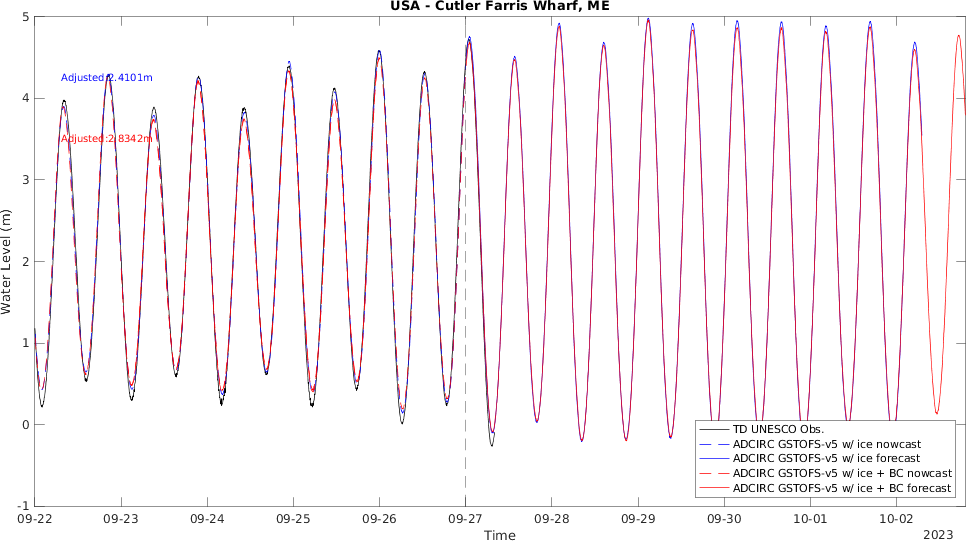 USA - Cutler Farris Wharf, ME
5
4
3
2
1
0
-1
Water Level (m)
Adjusted:2.4101m
Adjusted:2.8342m
TD UNESCO Obs.
ADCIRC GSTOFS-v5 w/ ice nowcast
ADCIRC GSTOFS-v5 w/ ice forecast
ADCIRC GSTOFS-v5 w/ ice + BC nowcast
ADCIRC GSTOFS-v5 w/ ice + BC forecast
09-22 09-23 09-24 09-25 09-26 09-27 09-28 09-29 09-30 10-01 10-02
Time
2023